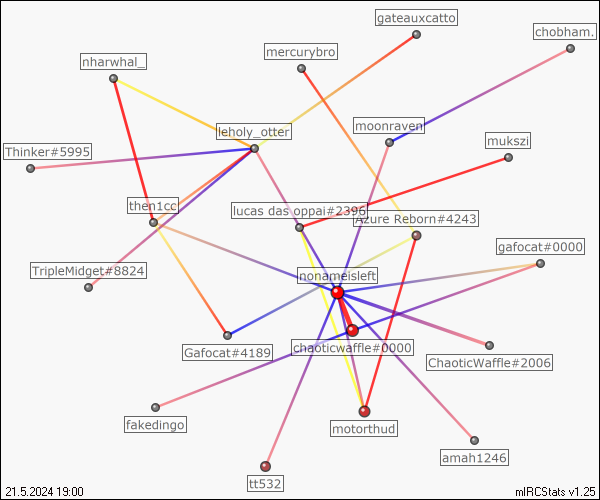 gateauxcatto
chobham.
mercurybro
nharwhal_
leholy_otter
moonraven
mukszi
Thinker#5995
then1cc
lucas das oppai#2396
Azure Reborn#4243
gafocat#0000
TripleMidget#8824
nonameisleft
Gafocat#4189
chaoticwaffle#0000
ChaoticWaffle#2006
fakedingo
motorthud
amah1246
tt532
21.5.2024 19:00
mIRCStats v1.25